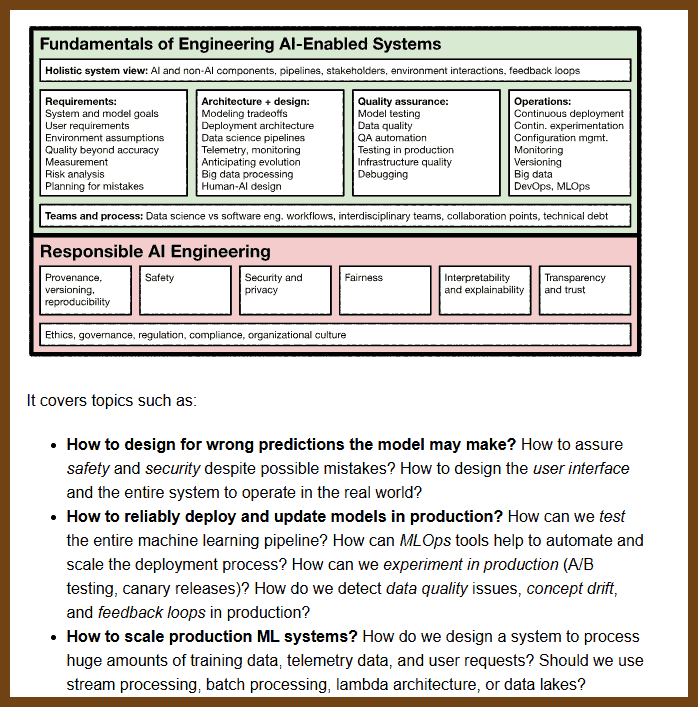 Fundamentals of Engineering AI-Enabled Systems
Holistic system view: AI and non-AI components, pipelines, stakeholders, environment interactions, feedback loops
Requirements:
System and model goals
User requirements
Environment assumptions
Quality beyond accuracy
Measurement
Risk analysis
Planning for mistakes
Architecture + design:
Modeling tradeoffs
Deployment architecture
Data science pipelines
Telemetry, monitoring
Anticipating evolution
Big data processing
Human-AI design
Quality assurance:
Model testing
Data quality
QA automation
Testing in production
Infrastructure quality
Debugging
Operations:
Continuous deployment
Contin. experimentation
Configuration mgmt.
Monitoring
Versioning
Big data
DevOps, MLOps
Teams and process: Data science vs software eng. workflows, interdisciplinary teams, collaboration points, technical debt
Responsible AI Engineering
Provenance,
versioning,
reproducibility
Safety
Security and
privacy
Fairness
Interpretability
and explainability
Transparency
and trust
Ethics, governance, regulation, compliance, organizational culture
It covers topics such as:
• How to design for wrong predictions the model may make? How to assure
safety and security despite possible mistakes? How to design the user interface
and the entire system to operate in the real world?
• How to reliably deploy and update models in production? How can we test
the entire machine learning pipeline? How can MLOps tools help to automate and
scale the deployment process? How can we experiment in production (A/B
testing, canary releases)? How do we detect data quality issues, concept drift,
and feedback loops in production?
• How to scale production ML systems? How do we design a system to process
huge amounts of training data, telemetry data, and user requests? Should we use
stream processing, batch processing, lambda architecture, or data lakes?